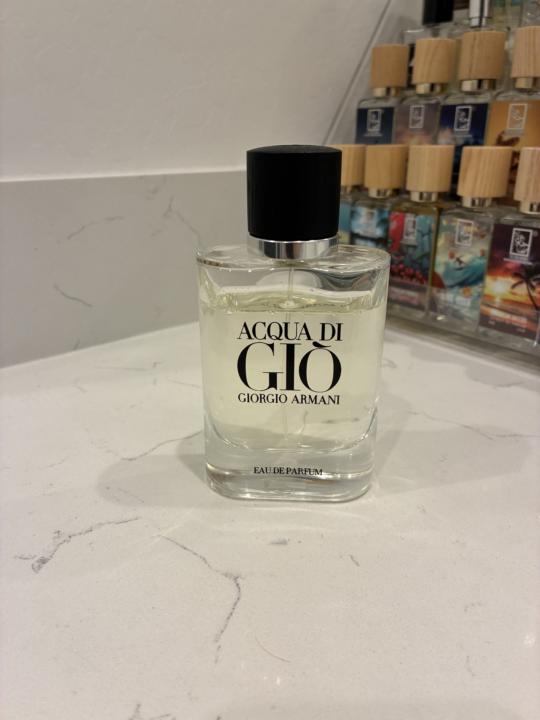 ACQUA DI
GIÒ
GIORGIO ARMANI
EAU DE PARFUM